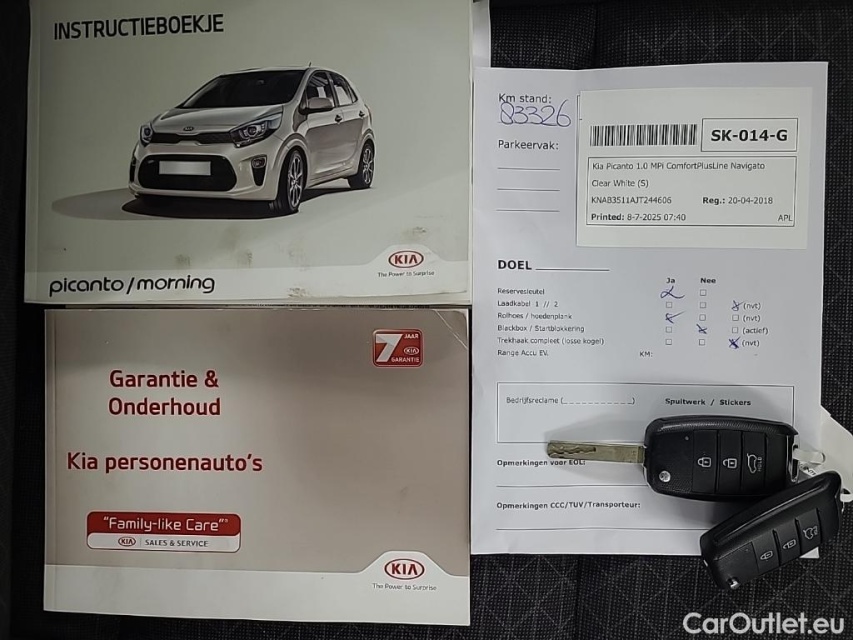 INSTRUCTIEBOEKJE
KIA
The Power to Surprise
picanto/morning
7 JAAR
KIA
GARANTIE
Garantie &
Onderhoud
Kia personenauto's
"Family-like Care"
KIA SALES & SERVICE
KIA
The Power to Surprise
Km stand:
83326
Parkeervak:
SK-014-G
Kia Picanto 1.0 MPi ComfortPlusLine Navigato
Clear White (S)
KNAB3511AJT244606 Reg.: 20-04-2018
Printed: 8-7-2025 07:40 APL
DOEL
Ja Nee
Reservesleutel
Laadkabel 1 // 2 (nvt)
Rolhoes / hoedenplank (nvt)
Blackbox / Startblokkering (actief)
Trekhaak compleet (losse kogel) (nvt)
Range Accu EV. KM:
Bedrijfsreclame (_ _ _ _ _ _ _ _ _ _ _) Spuitwerk / Stickers
Opmerkingen voor EOL:
Opmerkingen CCC/TUV/Transporteur:
CarOutlet.eu